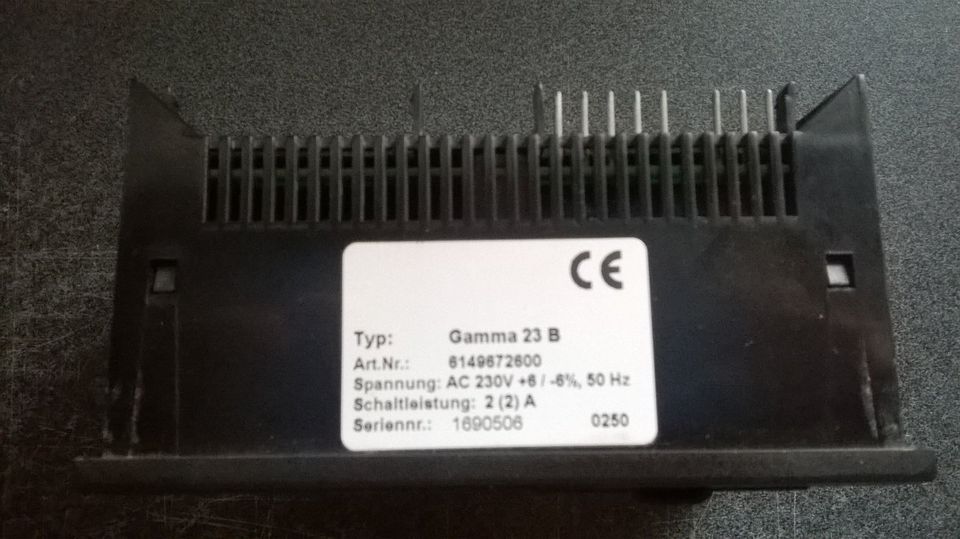 CE
Typ: Gamma 23 B
Art.Nr.: 6149672600
Spannung: AC 230V +6 / -6%, 50 Hz
Schaltleistung: 2 (2) A
Seriennr.: 1690506 0250